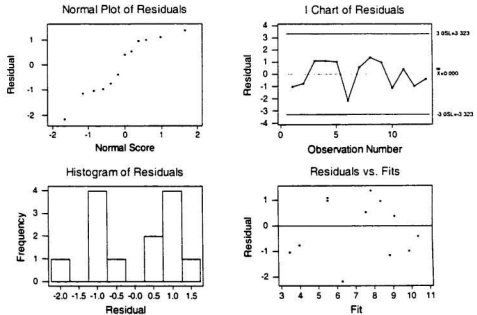 Normal Plot of Residuals
Residual
1
0
-1
-2
-2
-1
0
1
2
Normal Score
I Chart of Residuals
Residual
4
3
2
1
0
-1
-2
-3
-4
0
5
10
Observation Number
3 0SL=3 323
X=0 000
-3 0SL=-3 323
Histogram of Residuals
Frequency
4
3
2
1
0
-2.0 -1.5 -1.0 -0.5 -0.0 0.5 1.0 1.5
Residual
Residuals vs. Fits
Residual
1
0
-1
-2
3 4 5 6 7 8 9 10 11
Fit